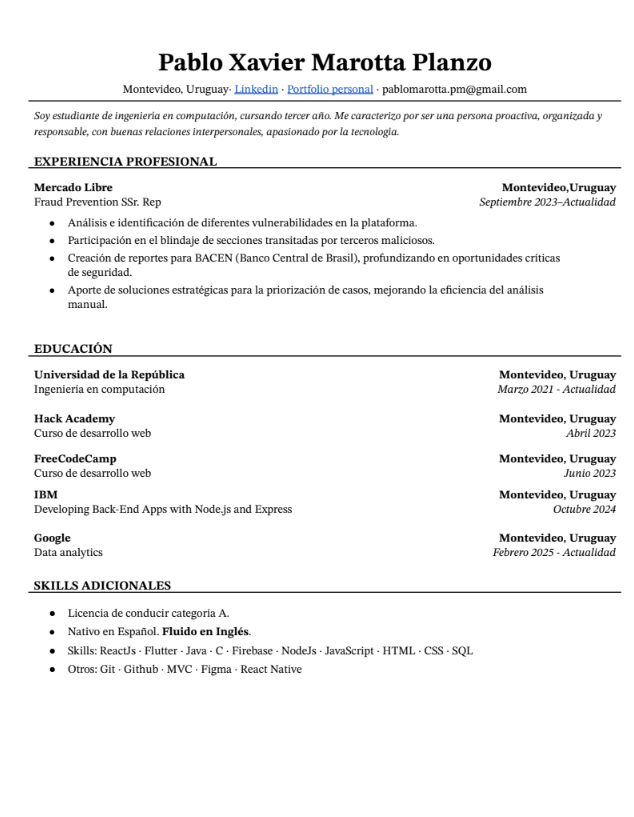 Pablo Xavier Marotta Planzo
Montevideo, Uruguay· Linkedin · Portfolio personal · pablomarotta.pm@gmail.com
Soy estudiante de ingeniería en computación, cursando tercer año. Me caracterizo por ser una persona proactiva, organizada y
responsable, con buenas relaciones interpersonales, apasionado por la tecnología.
EXPERIENCIA PROFESIONAL
Mercado Libre Montevideo,Uruguay
Fraud Prevention SSr. Rep Septiembre 2023–Actualidad
● Análisis e identificación de diferentes vulnerabilidades en la plataforma.
● Participación en el blindaje de secciones transitadas por terceros maliciosos.
● Creación de reportes para BACEN (Banco Central de Brasil), profundizando en oportunidades críticas
de seguridad.
● Aporte de soluciones estratégicas para la priorización de casos, mejorando la eficiencia del análisis
manual.
EDUCACIÓN
Universidad de la República Montevideo, Uruguay
Ingeniería en computación Marzo 2021 - Actualidad
Hack Academy Montevideo, Uruguay
Curso de desarrollo web Abril 2023
FreeCodeCamp Montevideo, Uruguay
Curso de desarrollo web Junio 2023
IBM Montevideo, Uruguay
Developing Back-End Apps with Node.js and Express Octubre 2024
Google Montevideo, Uruguay
Data analytics Febrero 2025 - Actualidad
SKILLS ADICIONALES
● Licencia de conducir categoría A.
● Nativo en Español. Fluido en Inglés.
● Skills: ReactJs · Flutter · Java · C · Firebase · NodeJs · JavaScript · HTML · CSS · SQL
● Otros: Git · Github · MVC · Figma · React Native